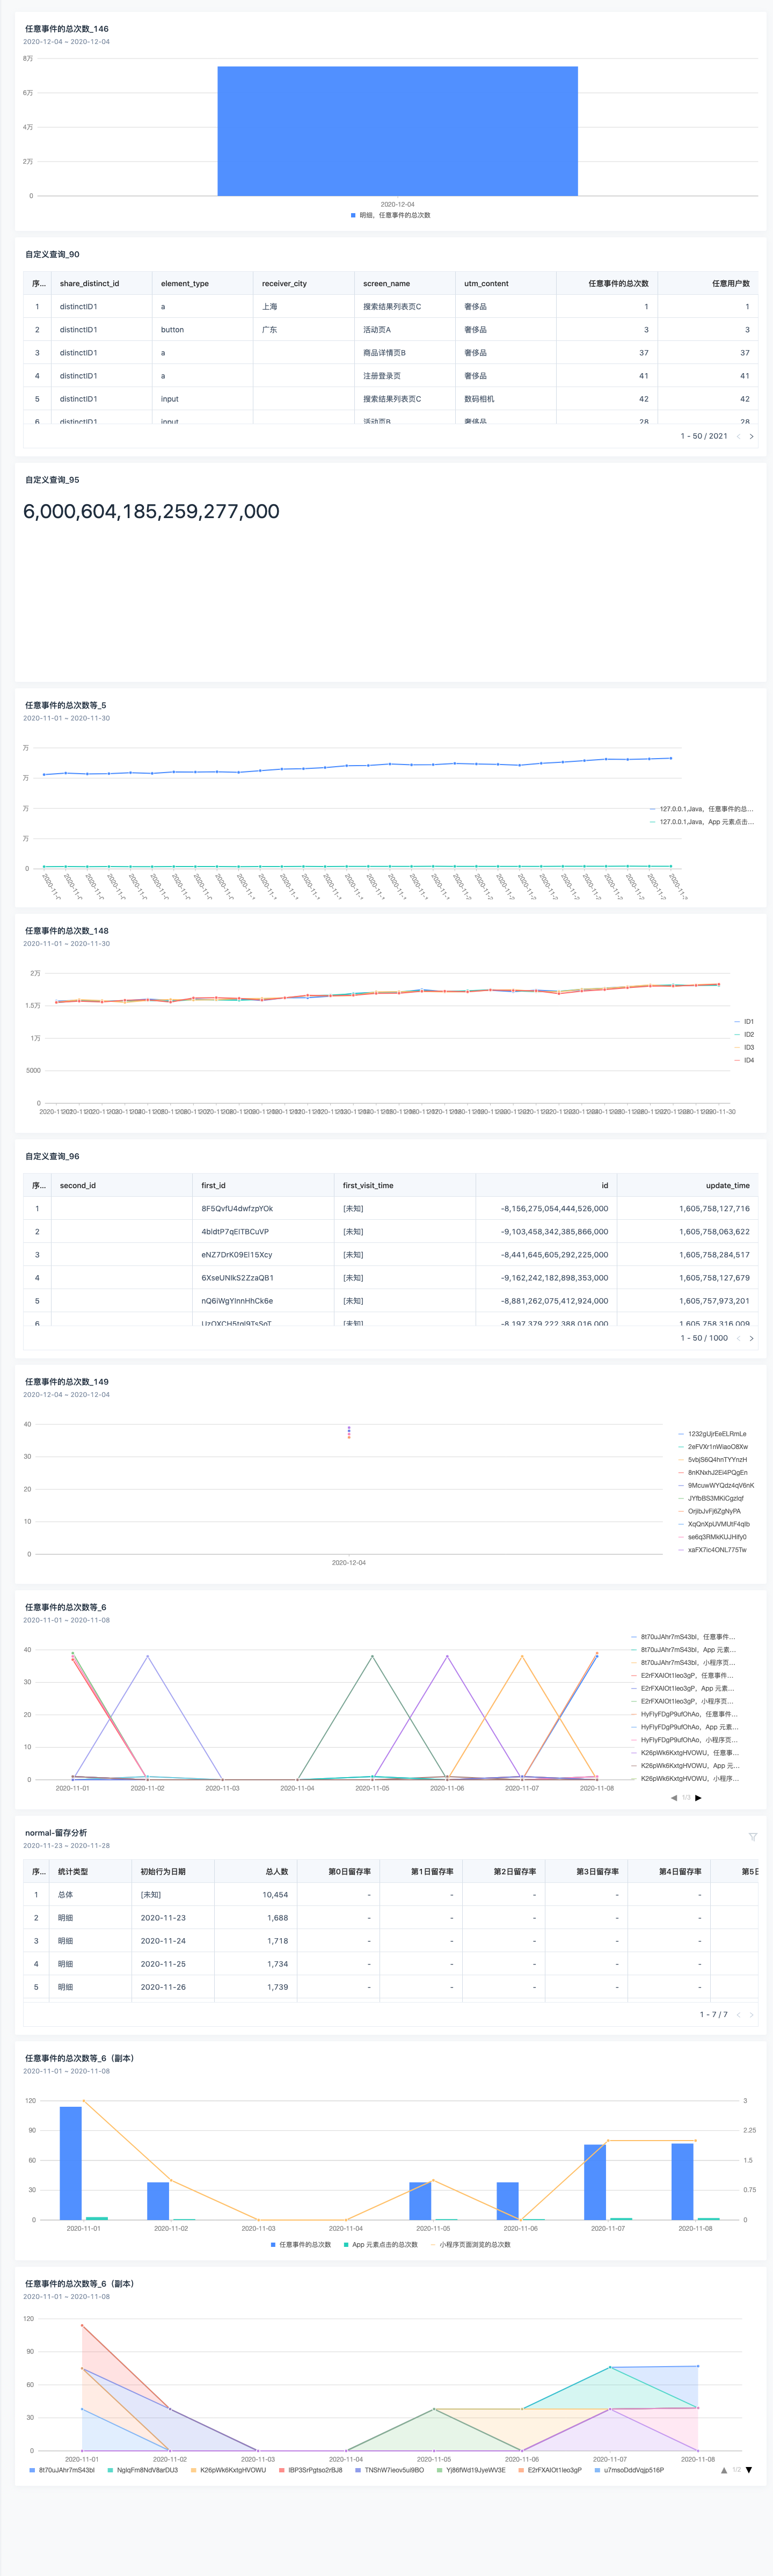 任意事件的总次数_146
2020-12-04 ~ 2020-12-04
8万
6万
4万
2万
0
2020-12-04
明细，任意事件的总次数
自定义查询_90
序... share_distinct_id element_type receiver_city screen_name utm_content 任意事件的总次数 任意用户数
1 distinctID1 a 上海 搜索结果列表页C 奢侈品 1 1
2 distinctID1 button 广东 活动页A 奢侈品 3 3
3 distinctID1 a 商品详情页B 奢侈品 37 37
4 distinctID1 a 注册登录页 奢侈品 41 41
5 distinctID1 input 搜索结果列表页C 数码相机 42 42
6 distinctID1 input 活动页B 奢侈品 28 28
1 - 50 / 2021
自定义查询_95
6,000,604,185,259,277,000
任意事件的总次数等_5
2020-11-01 ~ 2020-11-30
万
万
万
万
0
127.0.0.1,Java，任意事件的总...
127.0.0.1,Java，App 元素点击...
任意事件的总次数_148
2020-11-01 ~ 2020-11-30
2万
1.5万
1万
5000
0
ID1
ID2
ID3
ID4
自定义查询_96
序... second_id first_id first_visit_time id update_time
1 8F5QvfU4dwfzpYOk [未知] -8,156,275,054,444,526,000 1,605,758,127,716
2 4bldtP7qElTBCuVP [未知] -9,103,458,342,385,866,000 1,605,758,063,622
3 eNZ7DrK09El15Xcy [未知] -8,441,645,605,292,225,000 1,605,758,284,517
4 6XseUNlkS2ZzaQB1 [未知] -9,162,242,182,898,353,000 1,605,758,127,679
5 nQ6iWgYlnnHhCk6e [未知] -8,881,262,075,412,924,000 1,605,757,973,201
6 [未知] -8,197,379,222,388,016,000 1,605,758,316,009
1 - 50 / 1000
任意事件的总次数_149
2020-12-04 ~ 2020-12-04
40
30
20
10
0
2020-12-04
1232gUjrEeELRmLe
2eFVXr1nWiaoO8Xw
5vbjS6Q4hnTYYnzH
8nKNxhJ2Ei4PQgEn
9McuwWYQdz4qV6nK
JYfbBS3MKiCgzlqf
OrjibJvFj6ZgNyPA
XqQnXpUVMUtF4qlb
se6q3RMkKUJHify0
xaFX7ic4ONL775Tw
任意事件的总次数等_6
2020-11-01 ~ 2020-11-08
40
30
20
10
0
2020-11-01 2020-11-02 2020-11-03 2020-11-04 2020-11-05 2020-11-06 2020-11-07 2020-11-08
8t70uJAhr7mS43bI，任意事件...
8t70uJAhr7mS43bI，App 元素...
8t70uJAhr7mS43bI，小程序页...
E2rFXAIOt1Ieo3gP，任意事件...
E2rFXAIOt1Ieo3gP，App 元素...
E2rFXAIOt1Ieo3gP，小程序页...
HyFlyFDgP9ufOhAo，任意事件...
HyFlyFDgP9ufOhAo，App 元素...
HyFlyFDgP9ufOhAo，小程序页...
K26pWk6KxtgHVOWU，任意事...
K26pWk6KxtgHVOWU，App 元...
K26pWk6KxtgHVOWU，小程序...
1/3
normal-留存分析
2020-11-23 ~ 2020-11-28
序... 统计类型 初始行为日期 总人数 第0日留存率 第1日留存率 第2日留存率 第3日留存率 第4日留存率 第5日
1 总体 [未知] 10,454 - - - - -
2 明细 2020-11-23 1,688 - - - - -
3 明细 2020-11-24 1,718 - - - - -
4 明细 2020-11-25 1,734 - - - - -
5 明细 2020-11-26 1,739 - - - - -
1 - 7 / 7
任意事件的总次数等_6（副本）
2020-11-01 ~ 2020-11-08
120 3
90 2.25
60 1.5
30 0.75
0 0
2020-11-01 2020-11-02 2020-11-03 2020-11-04 2020-11-05 2020-11-06 2020-11-07 2020-11-08
任意事件的总次数 App 元素点击的总次数 小程序页面浏览的总次数
任意事件的总次数等_6（副本）
2020-11-01 ~ 2020-11-08
120
90
60
30
0
2020-11-01 2020-11-02 2020-11-03 2020-11-04 2020-11-05 2020-11-06 2020-11-07 2020-11-08
8t70uJAhr7mS43bI NglqFm8NdV8arDU3 K26pWk6KxtgHVOWU IBP3SrPgtso2rBJ8 TNShW7Ieov5ui9BO Yj86fWd19JyeWV3E E2rFXAIOt1Ieo3gP u7msoDddVqjp516P
1/2